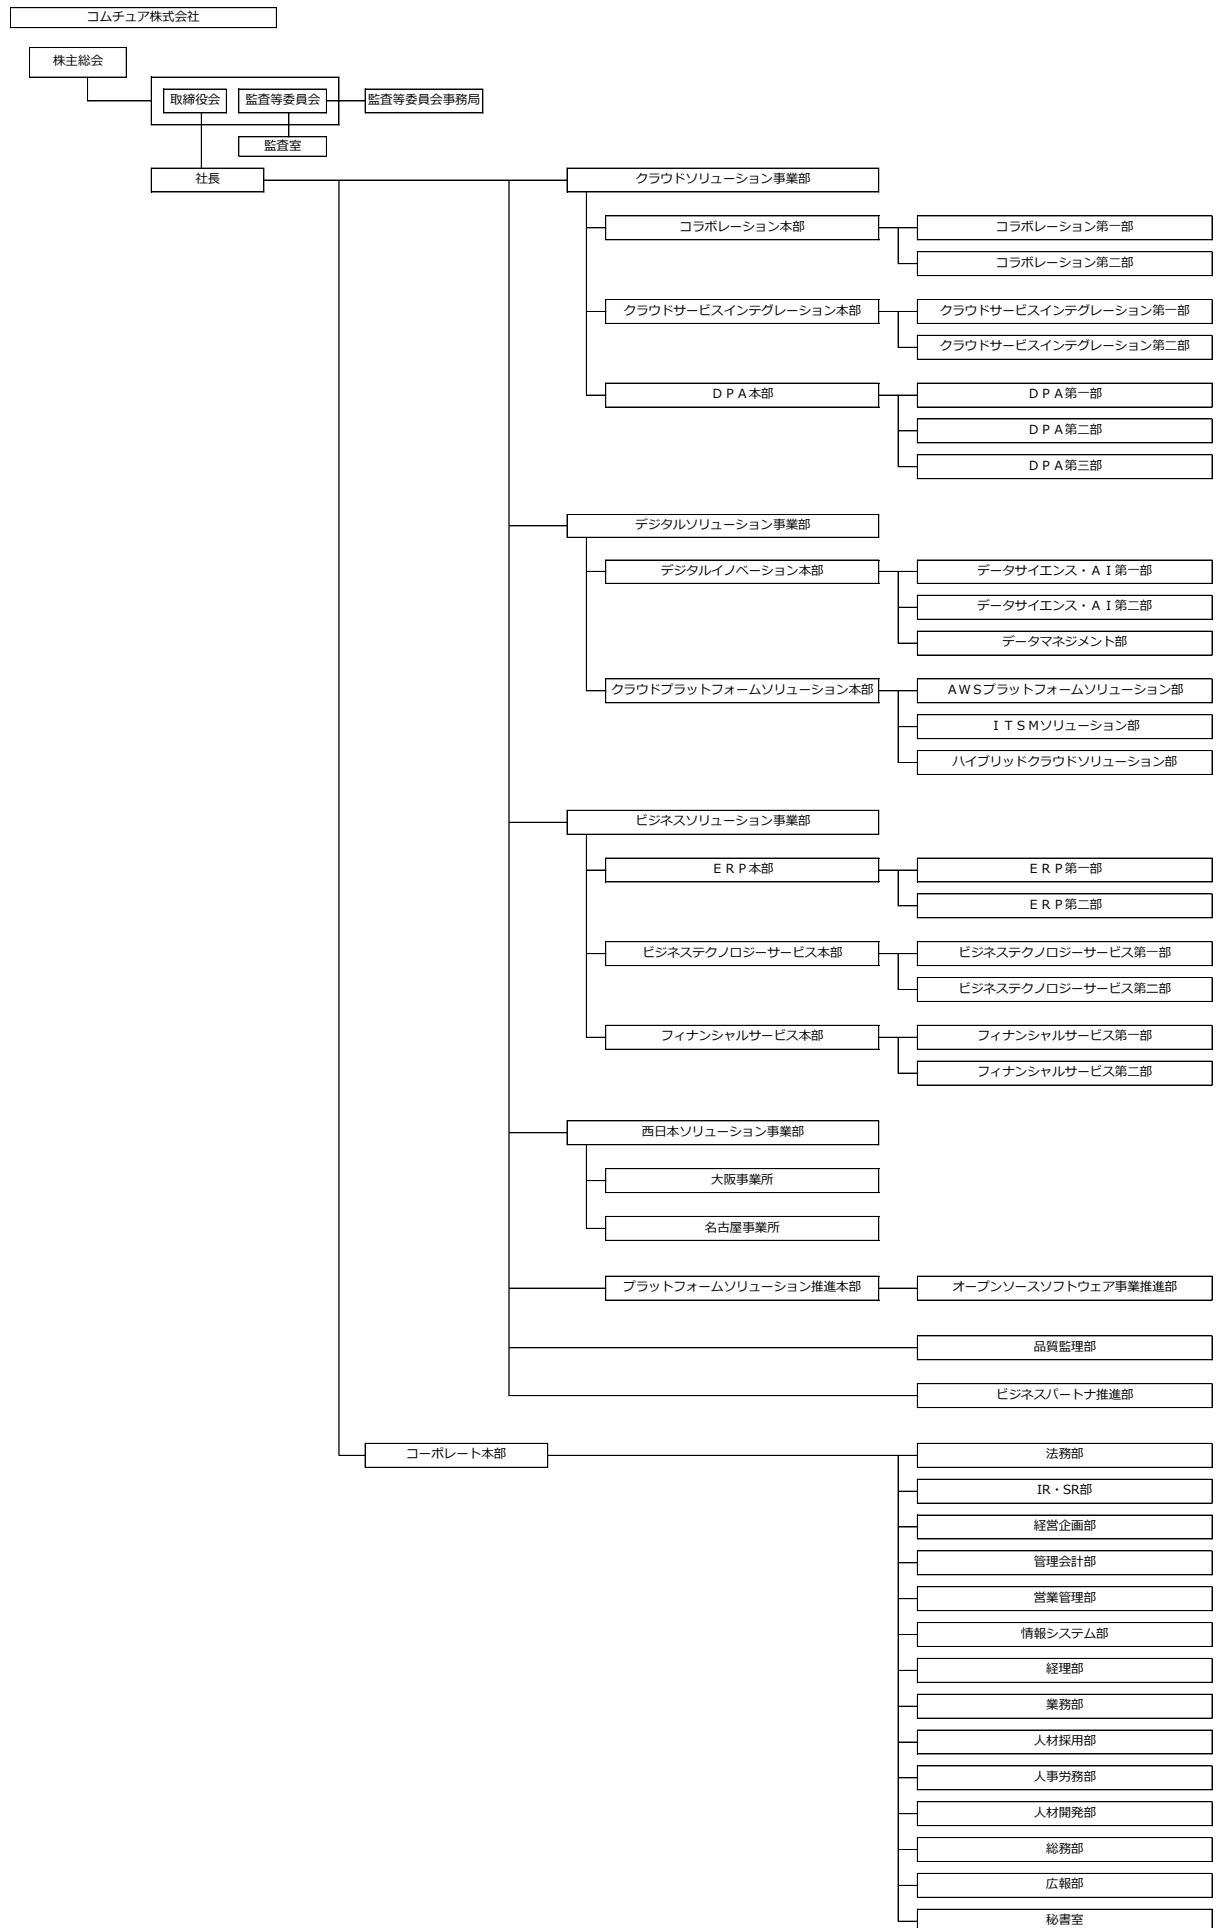 コムチュア株式会社
株主総会
取締役会 監査等委員会 監査等委員会事務局
監査室
社長 クラウドソリューション事業部
コラボレーション本部 コラボレーション第一部
コラボレーション第二部
クラウドサービスインテグレーション本部 クラウドサービスインテグレーション第一部
クラウドサービスインテグレーション第二部
ＤＰＡ本部 ＤＰＡ第一部
ＤＰＡ第二部
ＤＰＡ第三部
デジタルソリューション事業部
デジタルイノベーション本部 データサイエンス・ＡＩ第一部
データサイエンス・ＡＩ第二部
データマネジメント部
クラウドプラットフォームソリューション本部 ＡＷＳプラットフォームソリューション部
ＩＴＳＭソリューション部
ハイブリッドクラウドソリューション部
ビジネスソリューション事業部
ＥＲＰ本部 ＥＲＰ第一部
ＥＲＰ第二部
ビジネステクノロジーサービス本部 ビジネステクノロジーサービス第一部
ビジネステクノロジーサービス第二部
フィナンシャルサービス本部 フィナンシャルサービス第一部
フィナンシャルサービス第二部
西日本ソリューション事業部
大阪事業所
名古屋事業所
プラットフォームソリューション推進本部 オープンソースソフトウェア事業推進部
品質監理部
ビジネスパートナ推進部
コーポレート本部 法務部
IR・SR部
経営企画部
管理会計部
営業管理部
情報システム部
経理部
業務部
人材採用部
人事労務部
人材開発部
総務部
広報部
秘書室